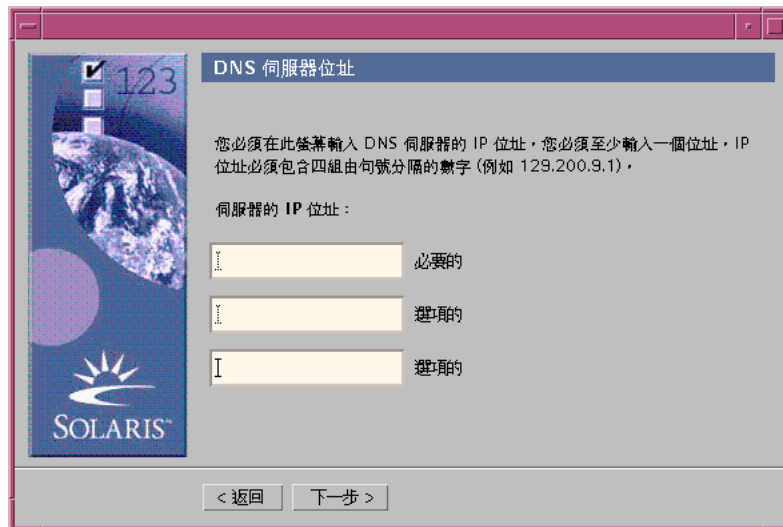 123
DNS 伺服器位址
您必須在此螢幕輸入 DNS 伺服器的 IP 位址，您必須至少輸入一個位址，IP
位址必須包含四組由句號分隔的數字 (例如 129.200.9.1)，
伺服器的 IP 位址：
必要的
選項的
選項的
SOLARIS™
< 返回
下一步 >